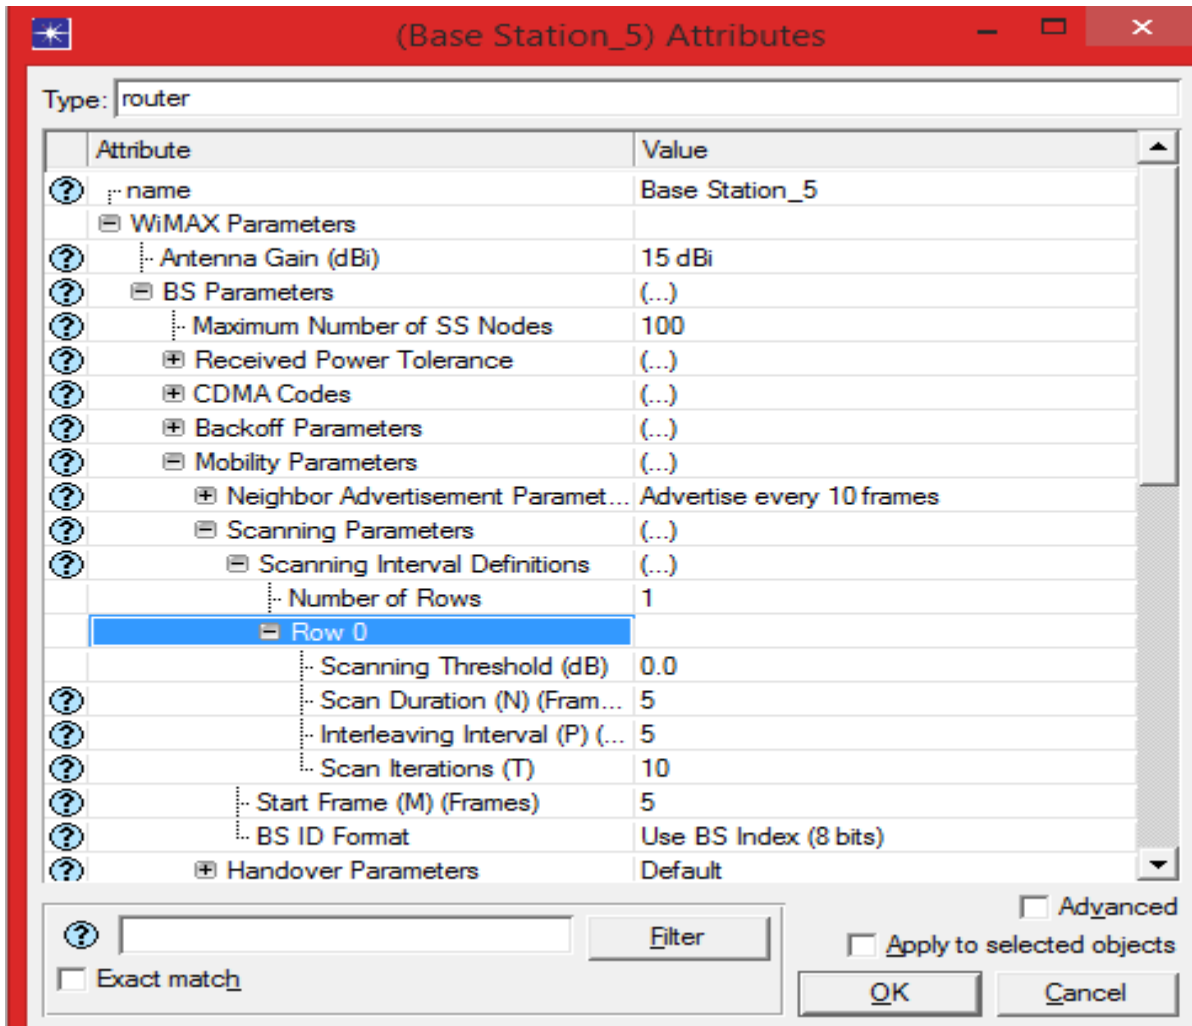 (Base Station_5) Attributes
Type: router
Attribute Value
name Base Station_5
WiMAX Parameters
Antenna Gain (dBi) 15 dBi
BS Parameters (...)
Maximum Number of SS Nodes 100
Received Power Tolerance (...)
CDMA Codes (...)
Backoff Parameters (...)
Mobility Parameters (...)
Neighbor Advertisement Paramet... Advertise every 10 frames
Scanning Parameters (...)
Scanning Interval Definitions (...)
Number of Rows 1
Row 0
Scanning Threshold (dB) 0.0
Scan Duration (N) (Fram... 5
Interleaving Interval (P) (... 5
Scan Iterations (T) 10
Start Frame (M) (Frames) 5
BS ID Format Use BS Index (8 bits)
Handover Parameters Default
Advanced
Filter
Apply to selected objects
Exact match
OK Cancel